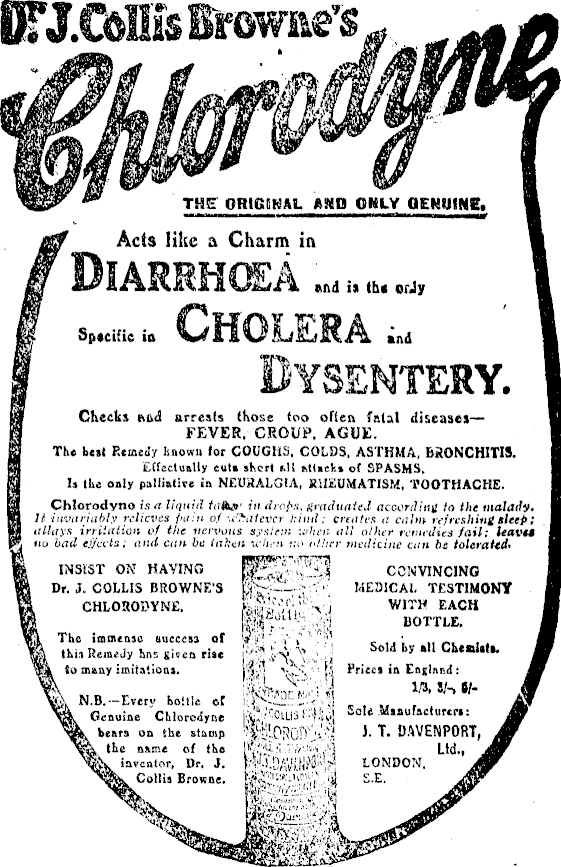 Dr. J. Collis Browne's
Chlorodyne
THE ORIGINAL AND ONLY GENUINE.
Acts like a Charm in
DIARRHŒA and is the only
Specific in CHOLERA and
DYSENTERY.
Checks and arrests those too often fatal diseases—
FEVER, CROUP, AGUE.
The best Remedy known for COUGHS, COLDS, ASTHMA, BRONCHITIS.
Effectually cuts short all attacks of SPASMS.
Is the only palliative in NEURALGIA, RHEUMATISM, TOOTHACHE.
Chlorodyne is a liquid taken in drops, graduated according to the malady.
It invariably relieves pain of whatever kind; creates a calm refreshing sleep;
allays irritation of the nervous system when all other remedies fail; leaves
no bad effects; and can be taken when no other medicine can be tolerated.
INSIST ON HAVING
Dr. J. COLLIS BROWNE'S
CHLORODYNE.
The immense success of
this Remedy has given rise
to many imitations.
N.B.—Every bottle of
Genuine Chlorodyne
bears on the stamp
the name of the
inventor, Dr. J.
Collis Browne.
Bottle
TRADE MARK
COLLIS
CHLORODYNE
J.T. DAVENPORT
CONVINCING
MEDICAL TESTIMONY
WITH EACH
BOTTLE.
Sold by all Chemists.
Prices in England:
1/3, 3/-, 5/-
Sole Manufacturers:
J. T. DAVENPORT,
Ltd.,
LONDON,
S.E.